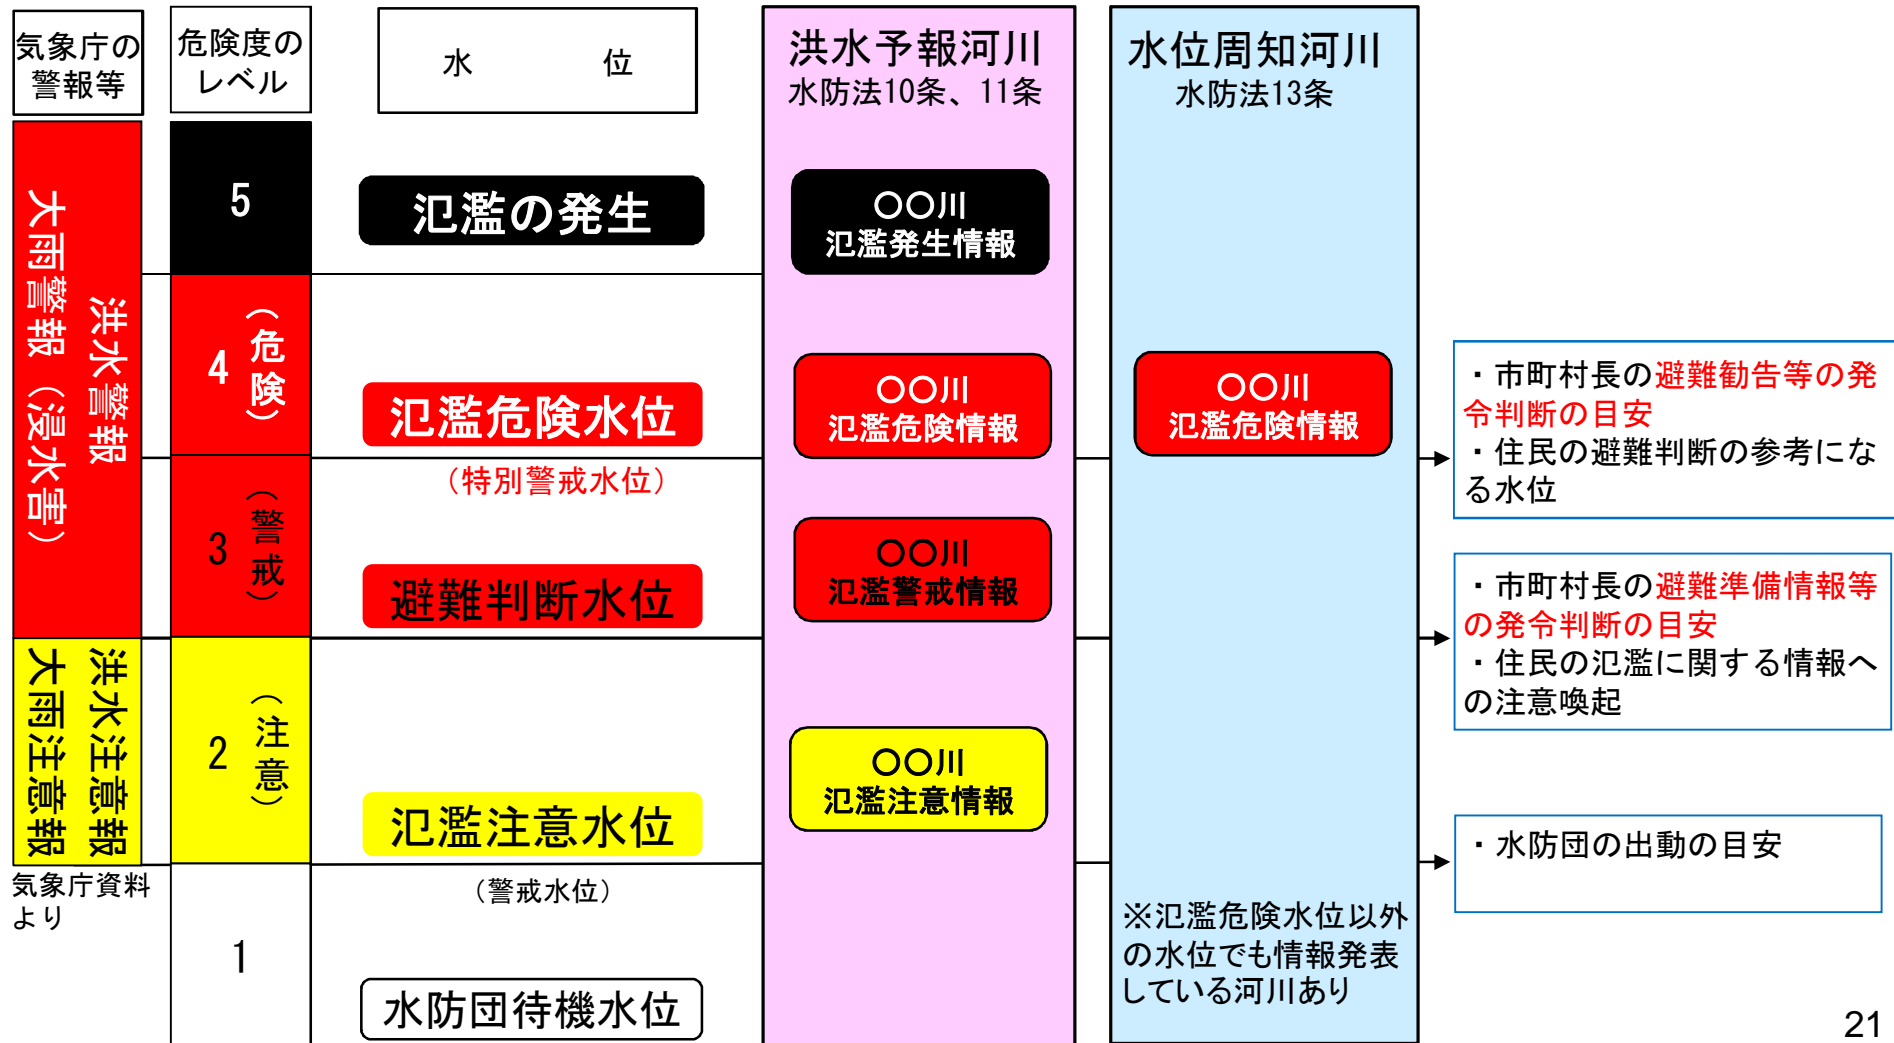 気象庁の
警報等
危険度の
レベル
水　　　位
洪水予報河川
水防法10条、11条
水位周知河川
水防法13条
大雨警報（浸水害）
洪水警報
5
氾濫の発生
〇〇川
氾濫発生情報
4
（危険）
氾濫危険水位
（特別警戒水位）
〇〇川
氾濫危険情報
〇〇川
氾濫危険情報
・市町村長の避難勧告等の発
令判断の目安
・住民の避難判断の参考にな
る水位
3
（警戒）
避難判断水位
〇〇川
氾濫警戒情報
・市町村長の避難準備情報等
の発令判断の目安
・住民の氾濫に関する情報へ
の注意喚起
大雨注意報
洪水注意報
2
（注意）
氾濫注意水位
（警戒水位）
〇〇川
氾濫注意情報
・水防団の出動の目安
気象庁資料
より
1
水防団待機水位
※氾濫危険水位以外
の水位でも情報発表
している河川あり
21